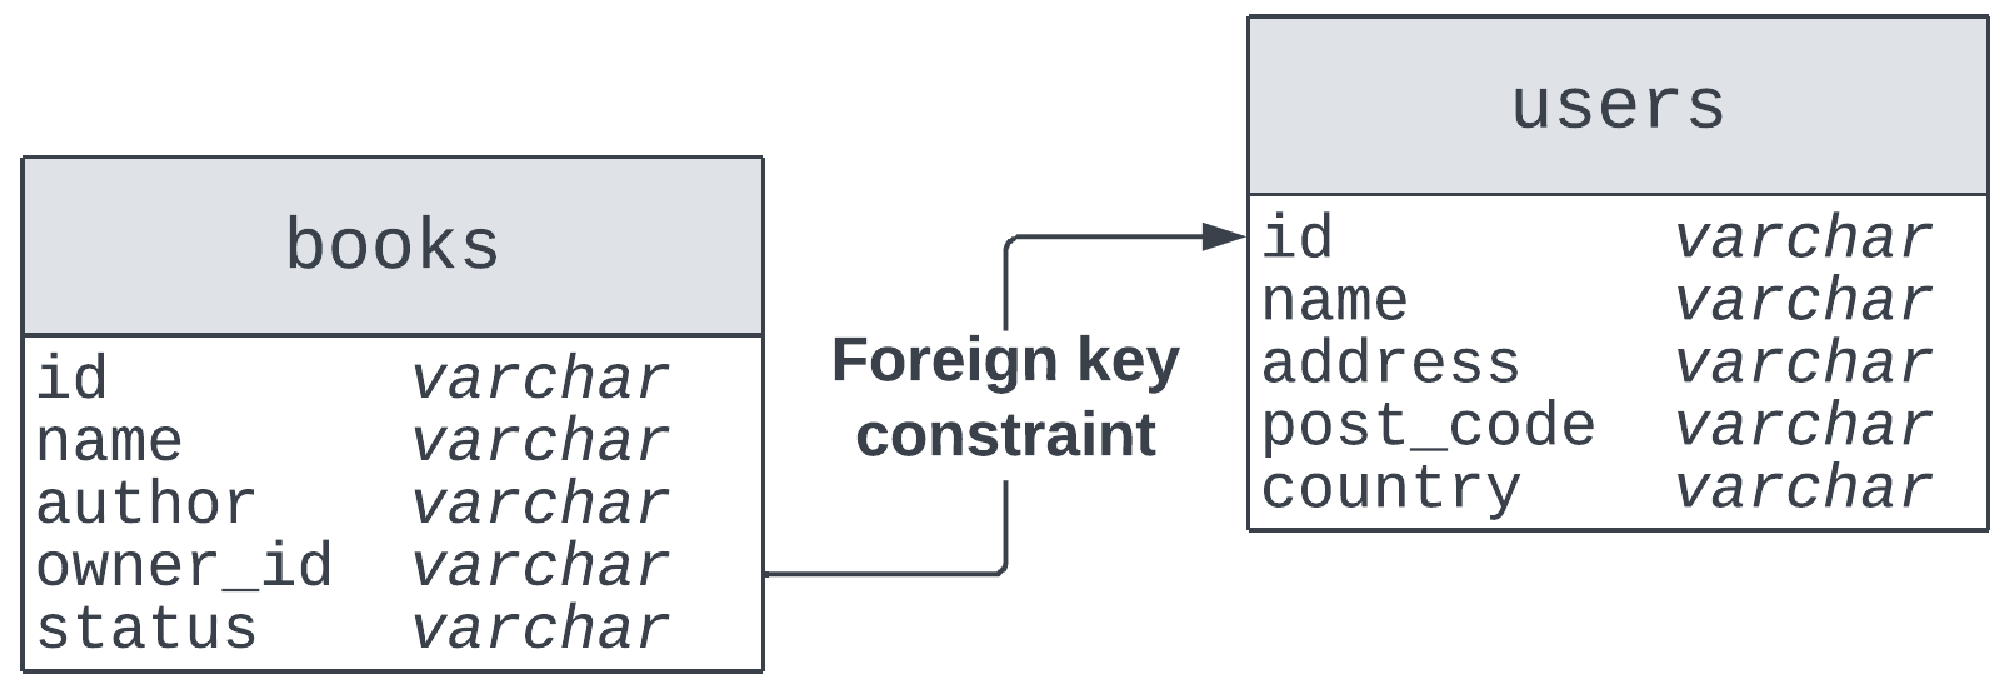 books
id varchar
name varchar
author varchar
owner_id varchar
status varchar
Foreign key
constraint
users
id varchar
name varchar
address varchar
post_code varchar
country varchar